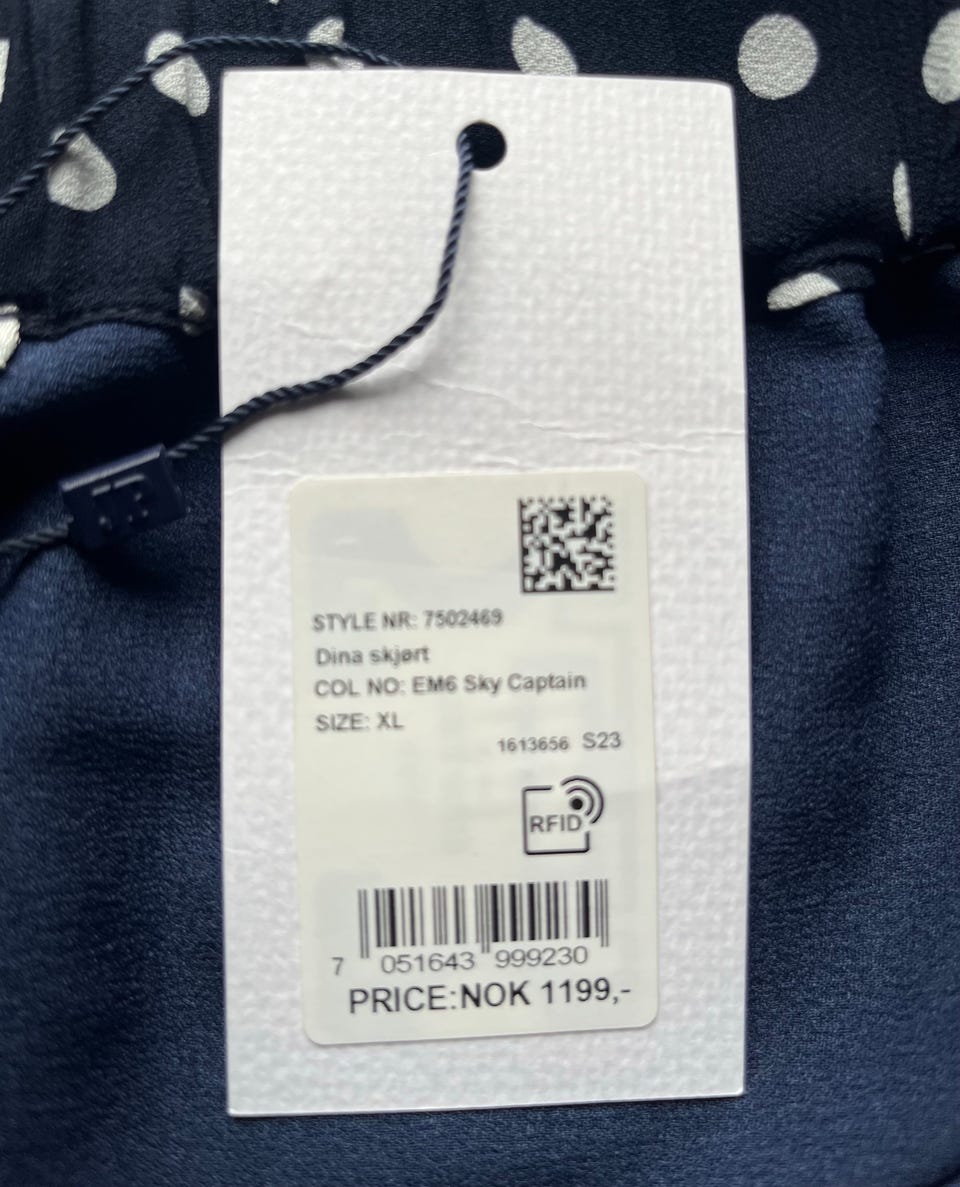 STYLE NR: 7502469
Dina skjørt
COL NO: EM6 Sky Captain
SIZE: XL
1613656 S23
RFID
7 051643 999230
PRICE:NOK 1199,-